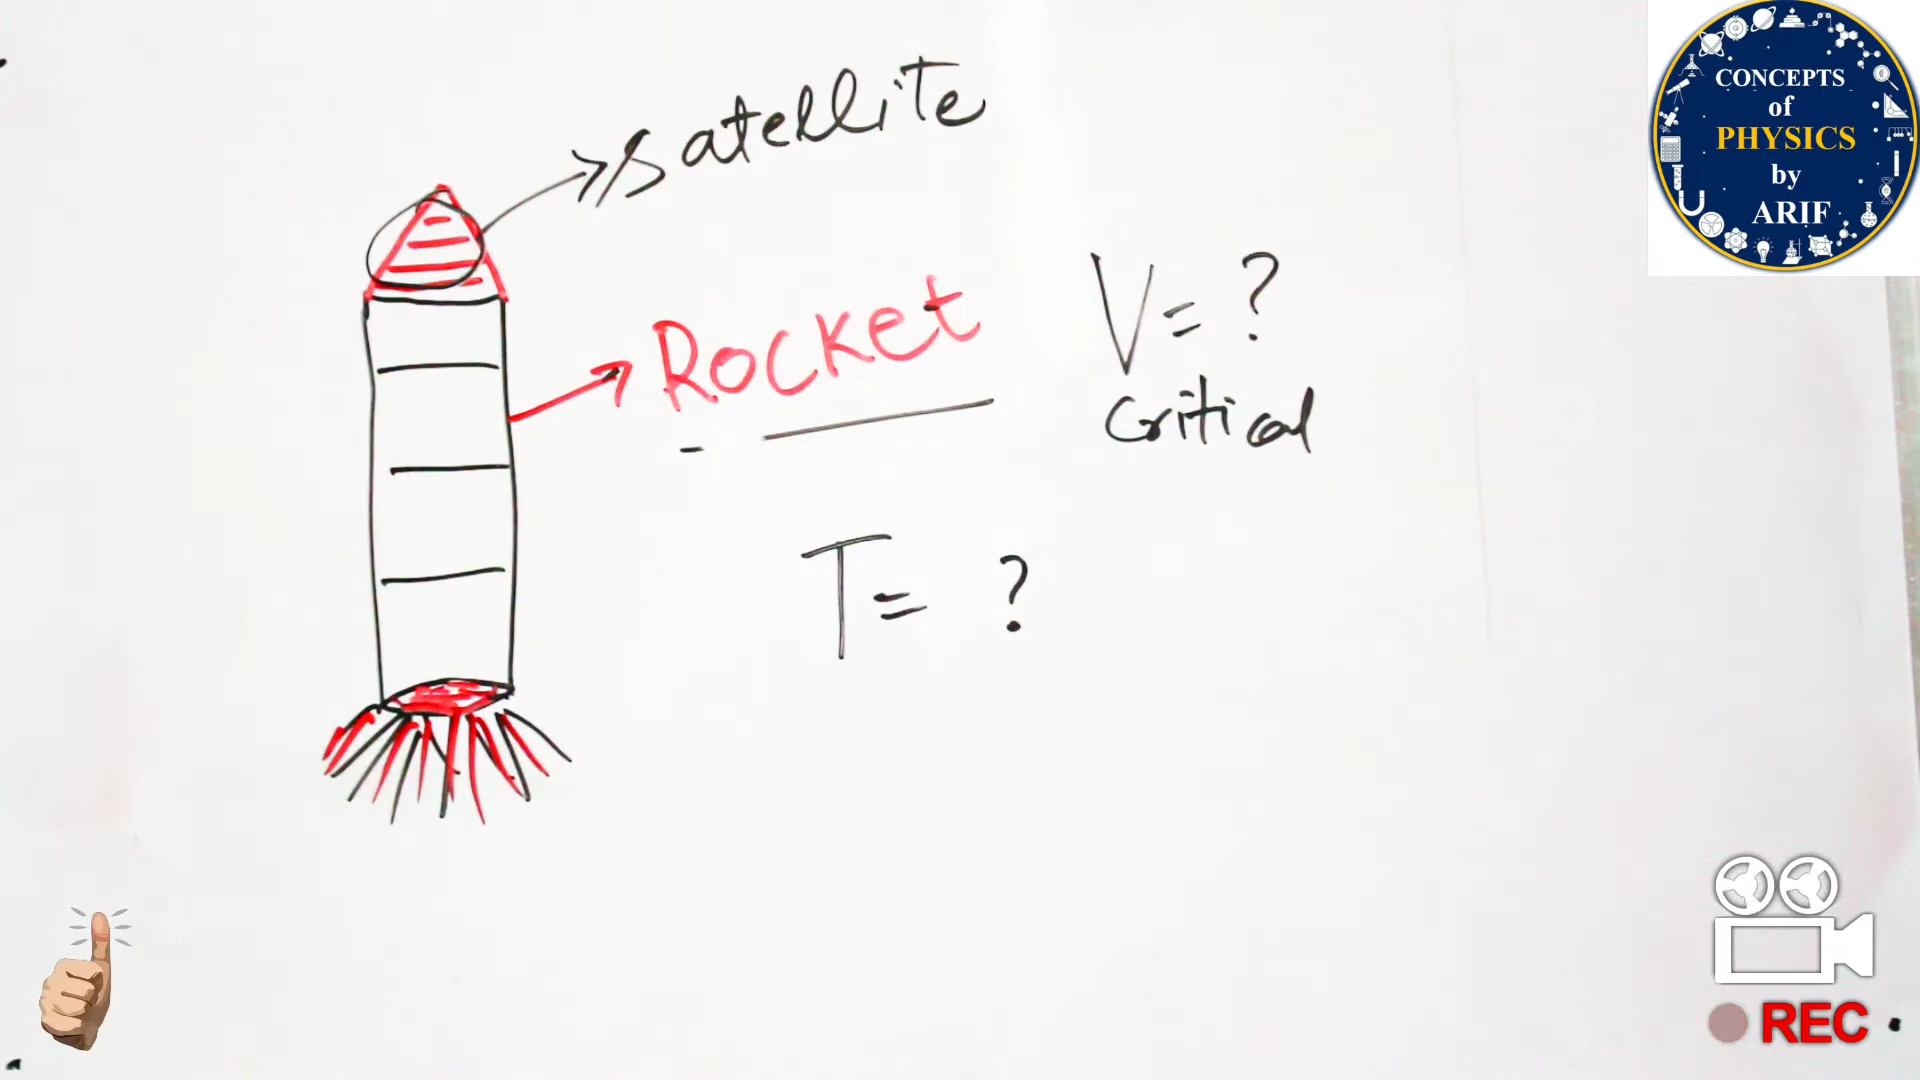 satellite
Rocket
V = ?
critical
T = ?
CONCEPTS
of
PHYSICS
by
ARIF
REC